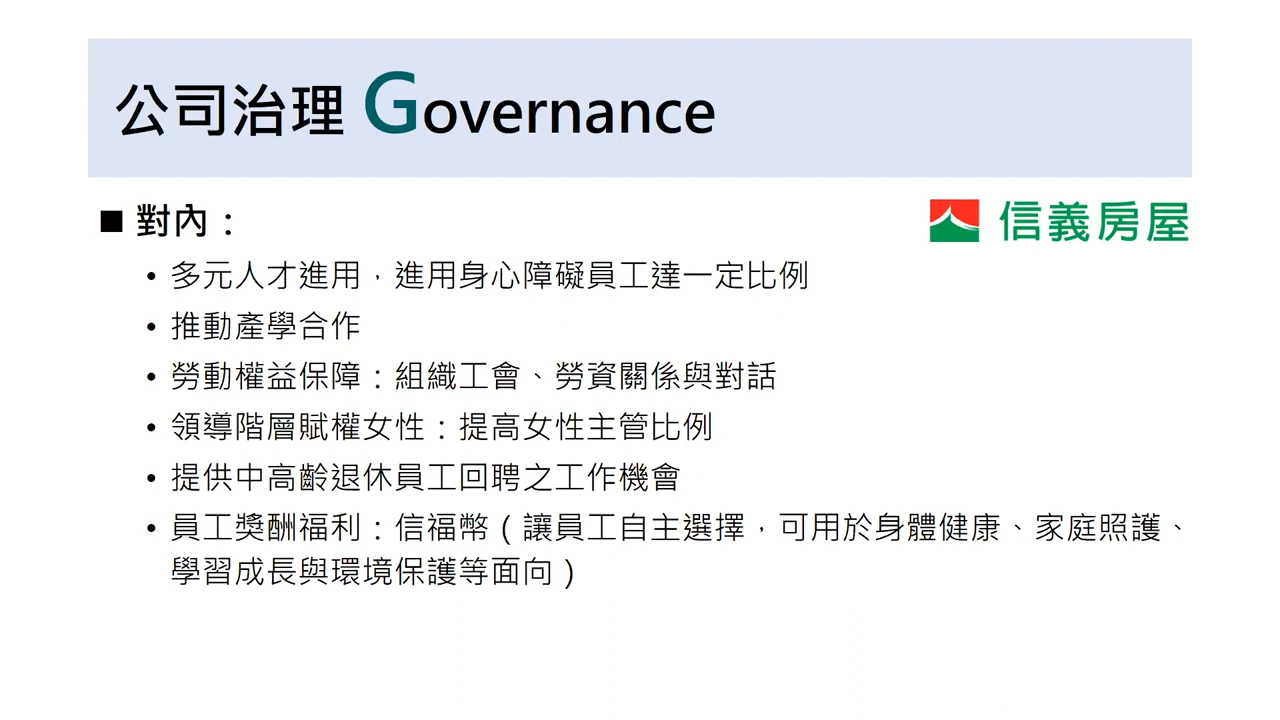 公司治理 Governance
■ 對內：
信義房屋
• 多元人才進用，進用身心障礙員工達一定比例
• 推動產學合作
• 勞動權益保障：組織工會、勞資關係與對話
• 領導階層賦權女性：提高女性主管比例
• 提供中高齡退休員工回聘之工作機會
• 員工獎酬福利：信福幣（讓員工自主選擇，可用於身體健康、家庭照護、
學習成長與環境保護等面向）